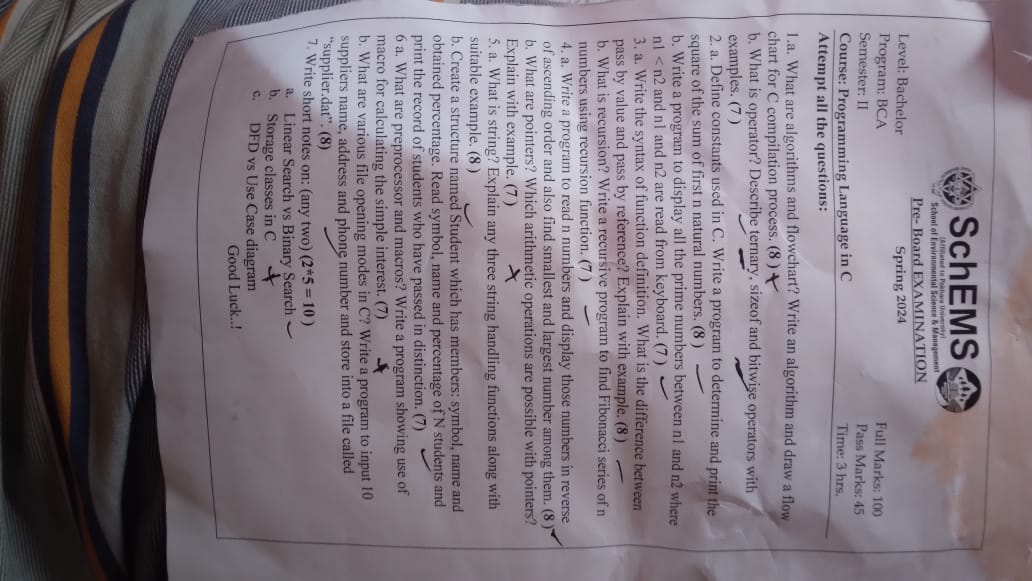 SchEMS
(Affiliated to Pokhara University)
School of Environmental Science & Management
Pre- Board EXAMINATION
Level: Bachelor
Spring 2024
Program: BCA
Full Marks: 100
Semester: II
Pass Marks: 45
Course: Programming Language in C
Time: 3 hrs.
Attempt all the questions:
1.a. What are algorithms and flowchart? Write an algorithm and draw a flow
chart for C compilation process. (8 )
b. What is operator? Describe ternary, sizeof and bitwise operators with
examples. (7 )
2. a. Define constants used in C. Write a program to determine and print the
square of the sum of first n natural numbers. (8 )
b. Write a program to display all the prime numbers between n1 and n2 where
n1 < n2 and n1 and n2 are read from keyboard. (7 )
3. a. Write the syntax of function definition. What is the difference between
pass by value and pass by reference? Explain with example. (8 )
b. What is recursion? Write a recursive program to find Fibonacci series of n
numbers using recursion function. (7 )
4. a. Write a program to read n numbers and display those numbers in reverse
of ascending order and also find smallest and largest number among them. (8 )
b. What are pointers? Which arithmetic operations are possible with pointers?
Explain with example. (7 )
5. a. What is string? Explain any three string handling functions along with
suitable example. (8 )
b. Create a structure named Student which has members: symbol, name and
obtained percentage. Read symbol, name and percentage of N students and
print the record of students who have passed in distinction. (7)
6 a. What are preprocessor and macros? Write a program showing use of
macro for calculating the simple interest. (7)
b. What are various file opening modes in C? Write a program to input 10
suppliers name, address and phone number and store into a file called
“supplier.dat”. (8)
7. Write short notes on: (any two) (2*5 = 10 )
a. Linear Search vs Binary Search
b. Storage classes in C
c. DFD vs Use Case diagram
Good Luck..!